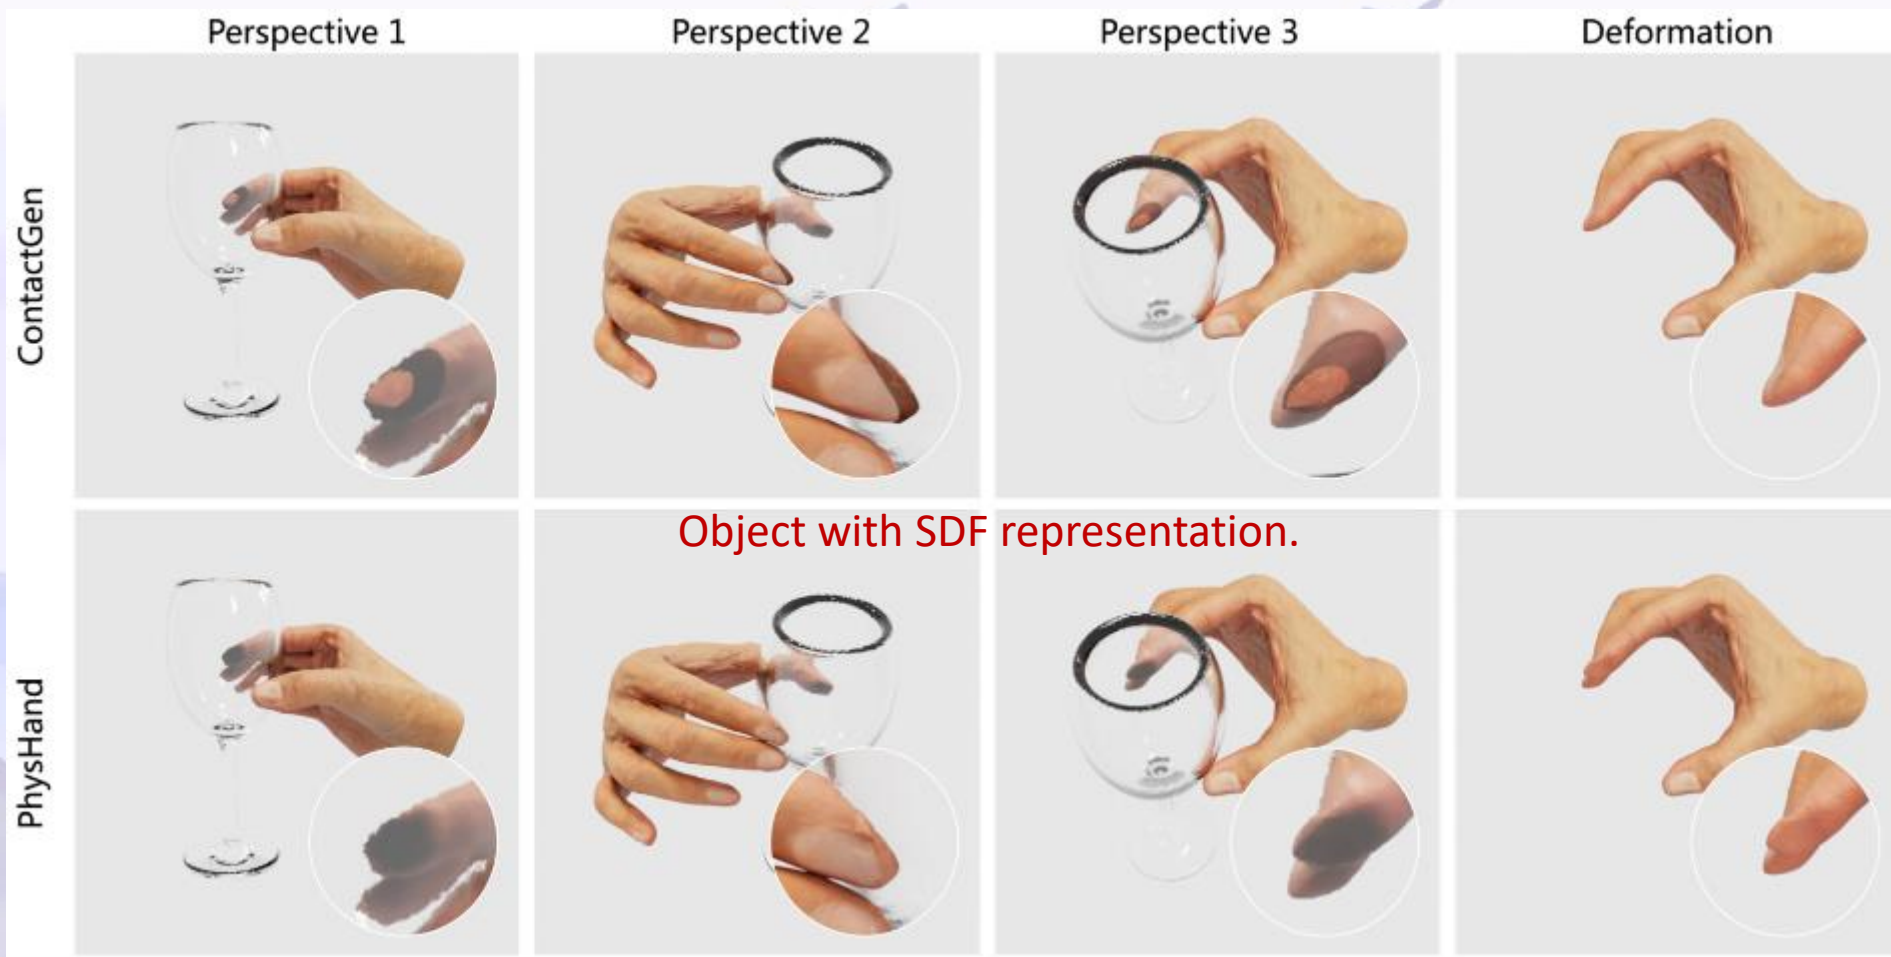 Perspective 1
Perspective 2
Perspective 3
Deformation
ContactGen
Object with SDF representation.
PhysHand